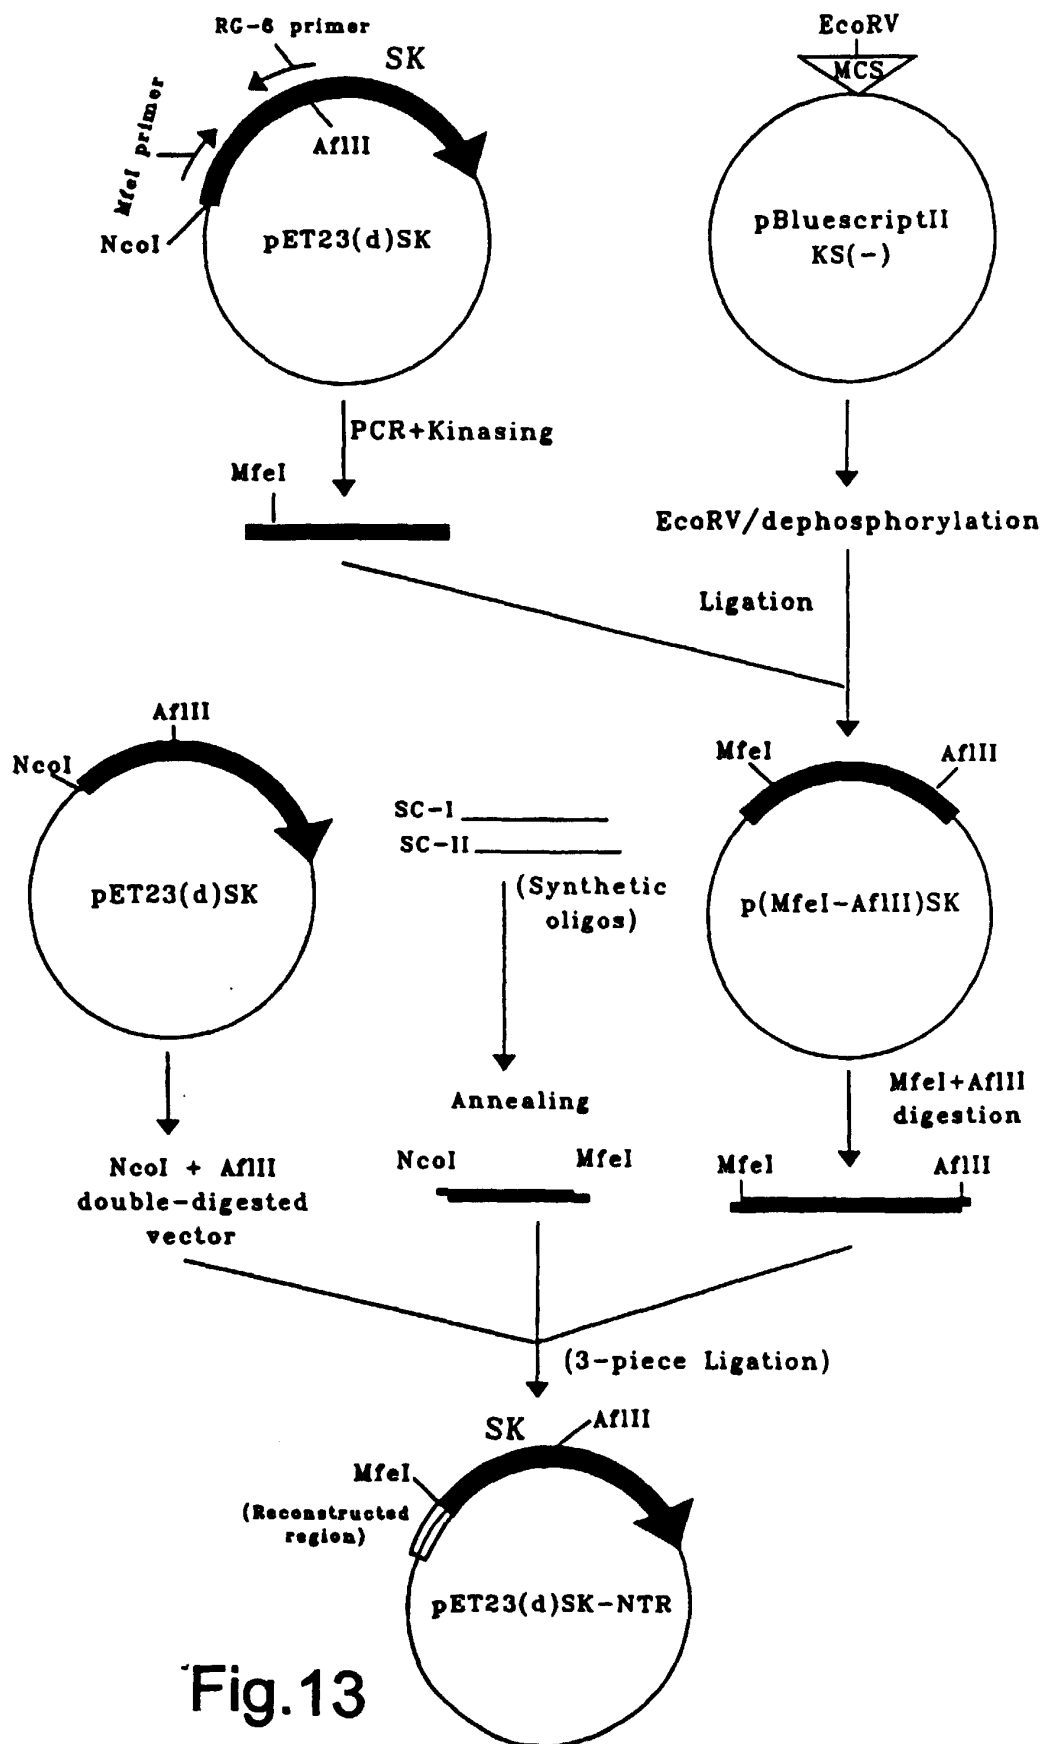 RG-6 primer
SK
MfeI primer
AflII
NcoI
pET23(d)SK
EcoRV
MCS
pBluescriptII
KS(-)
PCR+Kinasing
MfeI
EcoRV/dephosphorylation
Ligation
AflII
NcoI
pET23(d)SK
SC-I
SC-II
(Synthetic
oligos)
MfeI
AflII
p(MfeI-AflII)SK
Annealing
MfeI+AflII
digestion
NcoI + AflII
double-digested
vector
NcoI
MfeI
MfeI
AflII
(3-piece Ligation)
SK
AflII
MfeI
(Reconstructed
region)
pET23(d)SK-NTR
Fig.13